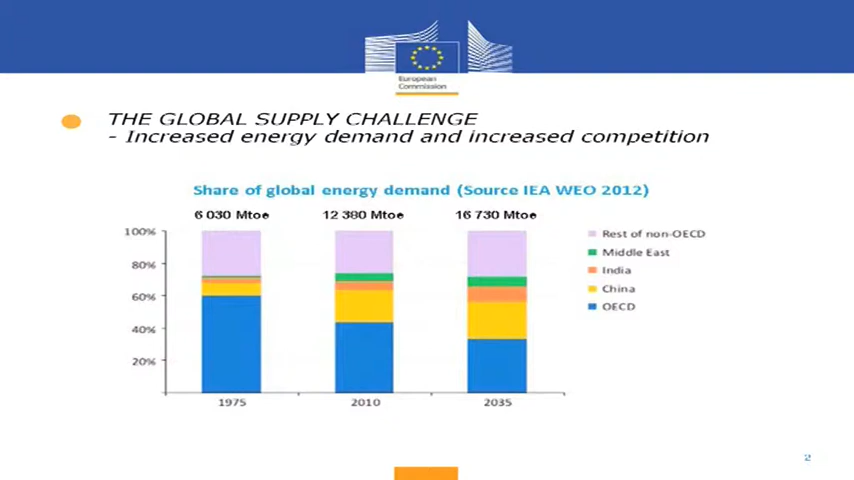 European
Commission
THE GLOBAL SUPPLY CHALLENGE
- Increased energy demand and increased competition
Share of global energy demand (Source IEA WEO 2012)
6 030 Mtoe 12 380 Mtoe 16 730 Mtoe
100%
80%
60%
40%
20%
1975 2010 2035
Rest of non-OECD
Middle East
India
China
OECD
2